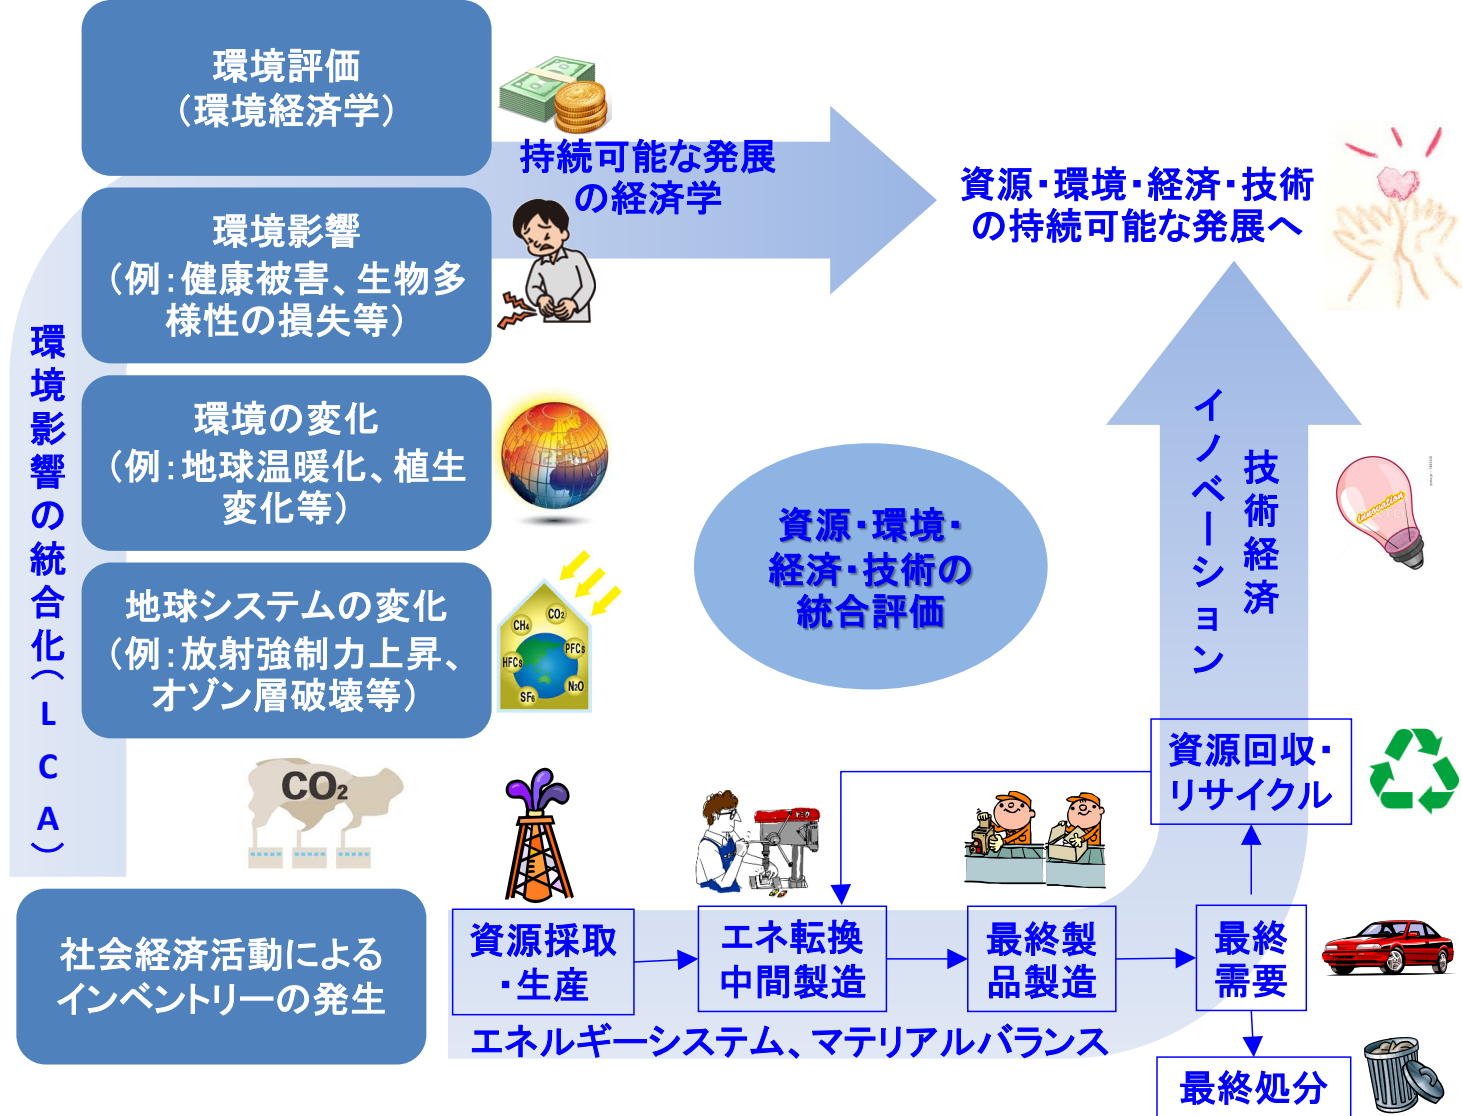 環境評価
（環境経済学）
持続可能な発展
の経済学
資源・環境・経済・技術
の持続可能な発展へ
環境影響
（例：健康被害、生物多
様性の損失等）
環境影響の統合化（ＬＣＡ）
環境の変化
（例：地球温暖化、植生
変化等）
資源・環境・
経済・技術の
統合評価
イノベーション
技術経済
innovation
地球システムの変化
（例：放射強制力上昇、
オゾン層破壊等）
CH4
CO2
HFCs
PFCs
SF6
N2O
CO2
資源回収・
リサイクル
社会経済活動による
インベントリーの発生
資源採取
・生産
エネ転換
中間製造
最終製
品製造
最終
需要
エネルギーシステム、マテリアルバランス
最終処分